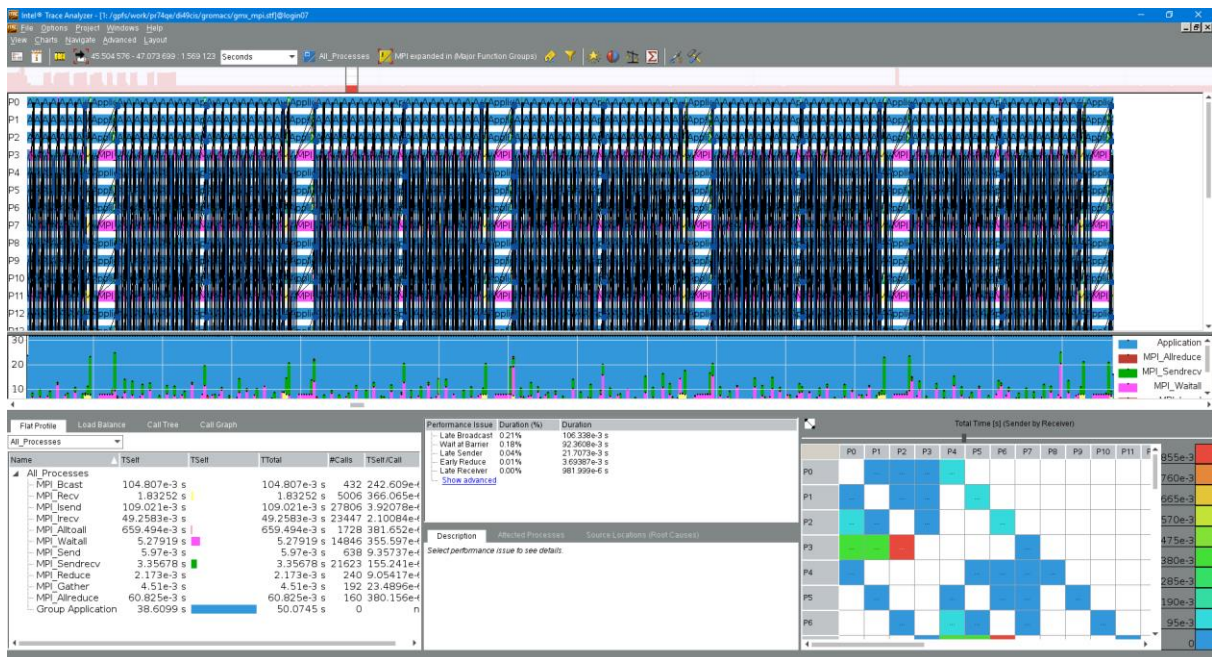 Intel® Trace Analyzer - [1: /gpfs/work/pr74qe/di49cis/gromacs/gmx_mpi.stf]@login07
File Options Project Windows Help
View Charts Navigate Advanced Layout
45.504 576 - 47.073 699 : 1.569 123 Seconds All_Processes MPI expanded in (Major Function Groups)
P0
P1
P2
P3 MPI
P4
P5
P6
P7 MPI
P8
P9
P10
P11 MPI
P12
30
20
10
Application
MPI_Allreduce
MPI_Sendrecv
MPI_Waitall
Flat Profile Load Balance Call Tree Call Graph
All_Processes
Name TSelf TSelf TTotal #Calls TSelf /Call
All_Processes
MPI_Bcast 104.807e-3 s 104.807e-3 s 432 242.609e-6
MPI_Recv 1.83252 s 1.83252 s 5006 366.065e-6
MPI_Isend 109.021e-3 s 109.021e-3 s 27806 3.92078e-6
MPI_Irecv 49.2583e-3 s 49.2583e-3 s 23447 2.10084e-6
MPI_Alltoall 659.494e-3 s 659.494e-3 s 1728 381.652e-6
MPI_Waitall 5.27919 s 5.27919 s 14846 355.597e-6
MPI_Send 5.97e-3 s 5.97e-3 s 638 9.35737e-6
MPI_Sendrecv 3.35678 s 3.35678 s 21623 155.241e-6
MPI_Reduce 2.173e-3 s 2.173e-3 s 240 9.05417e-6
MPI_Gather 4.51e-3 s 4.51e-3 s 192 23.4896e-6
MPI_Allreduce 60.825e-3 s 60.825e-3 s 160 380.156e-6
Group Application 38.6099 s 50.0745 s 0 n
Performance Issue Duration (%) Duration
Late Broadcast 0.21% 106.338e-3 s
Wait at Barrier 0.18% 92.3608e-3 s
Late Sender 0.04% 21.7073e-3 s
Early Reduce 0.01% 3.69387e-3 s
Late Receiver 0.00% 981.999e-6 s
Show advanced
Description Affected Processes Source Locations (Root Causes)
Select performance issue to see details.
Total Time [s] (Sender by Receiver)
P0 P1 P2 P3 P4 P5 P6 P7 P8 P9 P10 P11
P0
P1
P2
P3
P4
P5
P6
855e-3
760e-3
665e-3
570e-3
475e-3
380e-3
285e-3
190e-3
95e-3
0